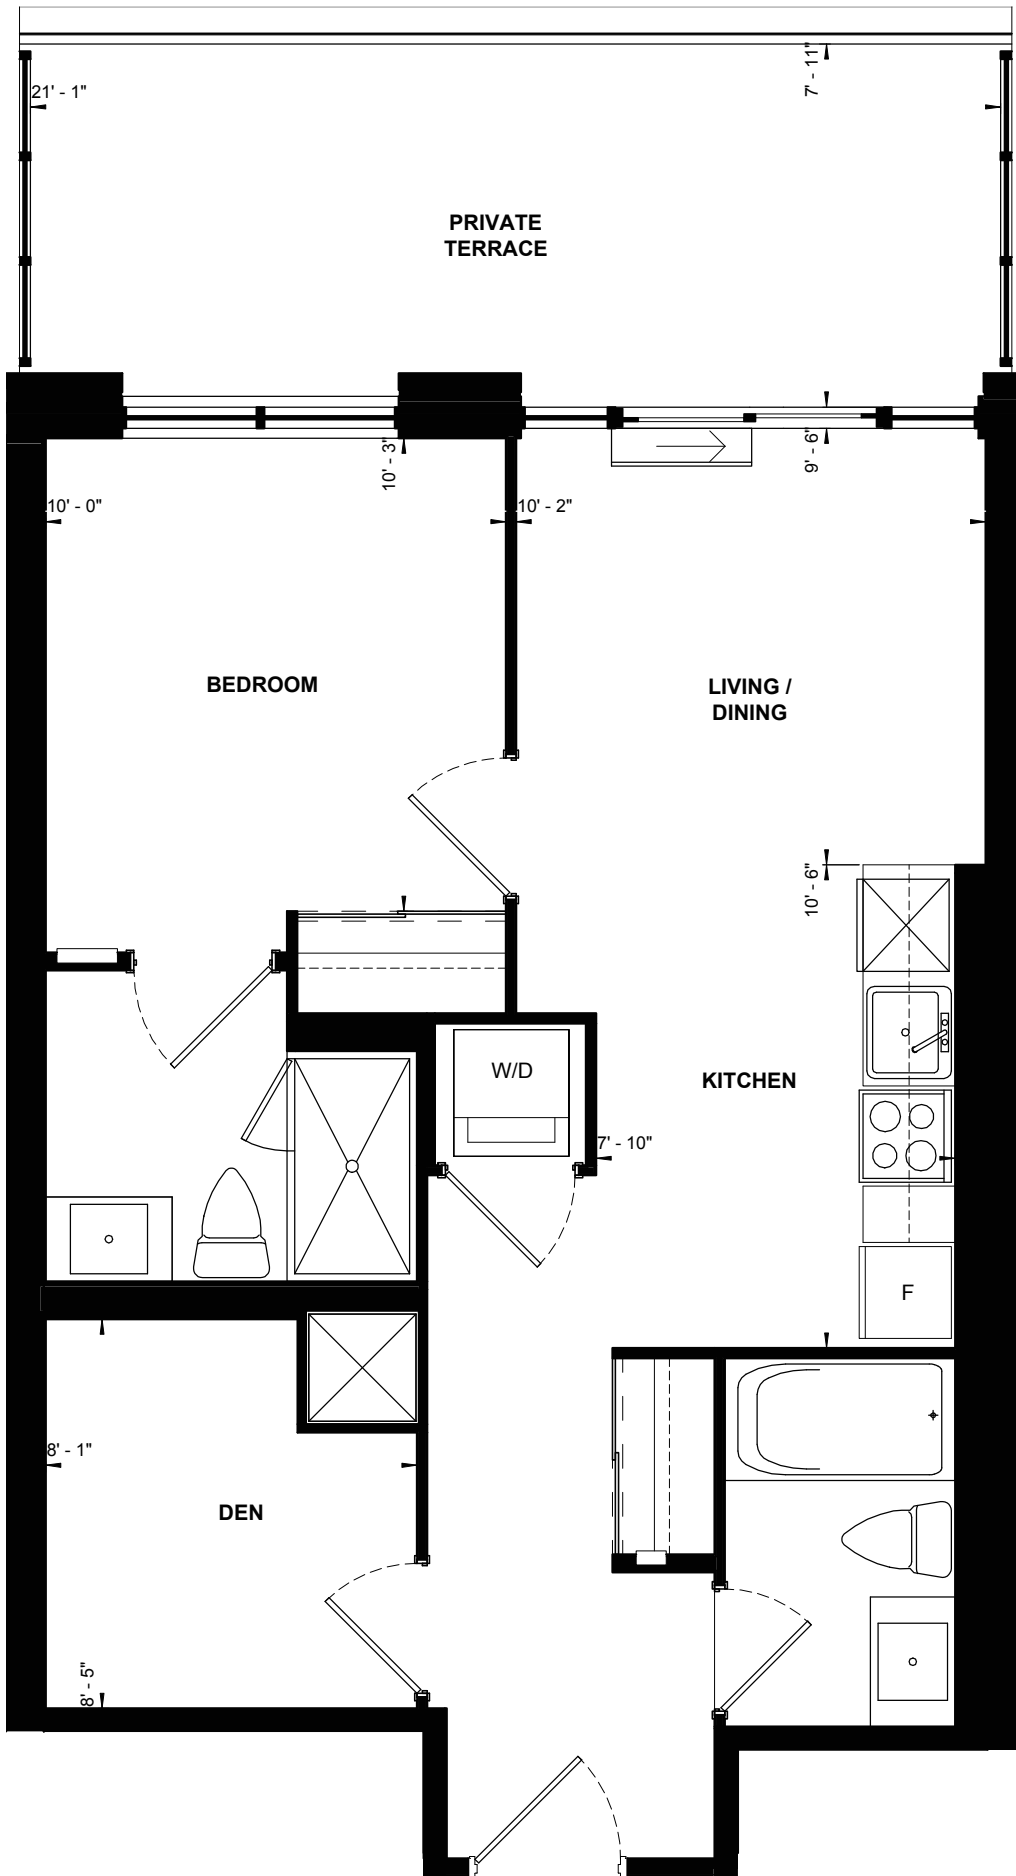 21' - 1"
7' - 11"
PRIVATE
TERRACE
10' - 3"
9' - 6"
10' - 0"
10' - 2"
BEDROOM
LIVING /
DINING
10' - 6"
W/D
KITCHEN
7' - 10"
F
8' - 1"
DEN
8' - 5"